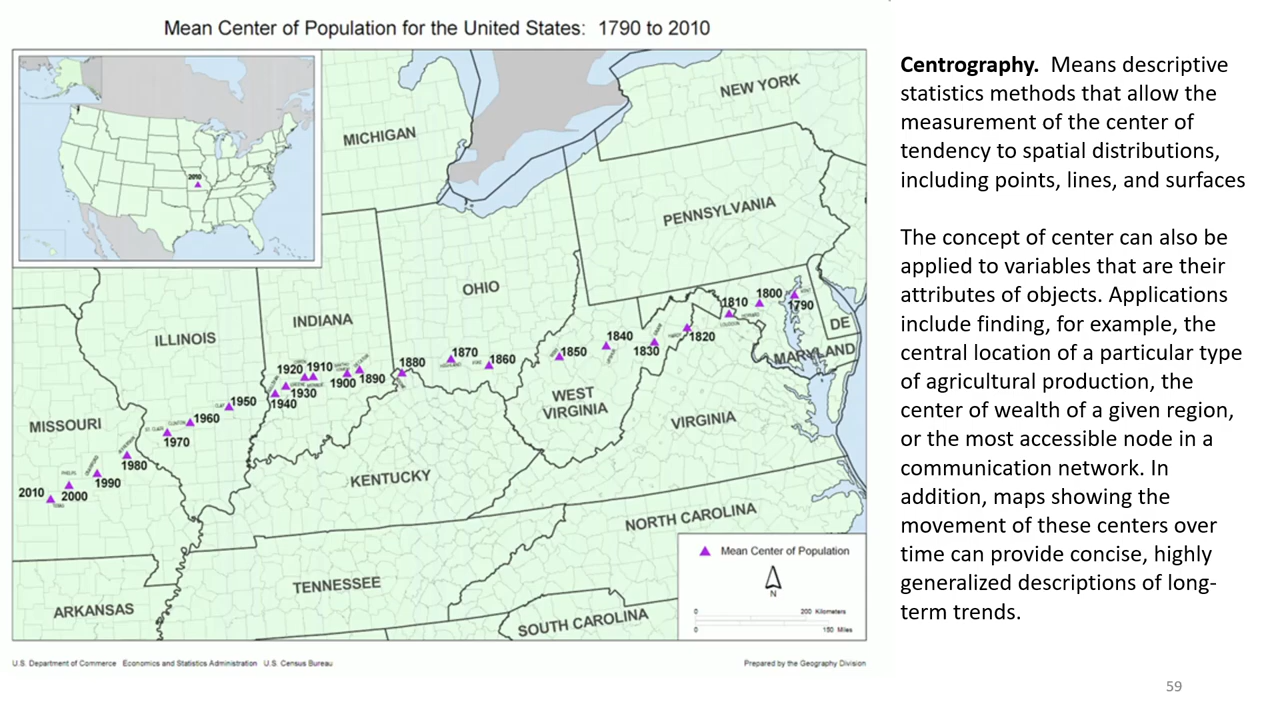 Mean Center of Population for the United States: 1790 to 2010
2010
MICHIGAN
NEW YORK
PENNSYLVANIA
OHIO
INDIANA
ILLINOIS
MISSOURI
WEST
VIRGINIA
VIRGINIA
MARYLAND
DE
KENTUCKY
TENNESSEE
ARKANSAS
NORTH CAROLINA
SOUTH CAROLINA
1790
1800
1810
1820
1830
1840
1850
1860
1870
1880
1890
1900
1910
1920
1930
1940
1950
1960
1970
1980
1990
2000
2010
Mean Center of Population
N
0 200 Kilometers
0 150 Miles
U.S. Department of Commerce Economics and Statistics Administration U.S. Census Bureau
Prepared by the Geography Division
Centrography. Means descriptive
statistics methods that allow the
measurement of the center of
tendency to spatial distributions,
including points, lines, and surfaces
The concept of center can also be
applied to variables that are their
attributes of objects. Applications
include finding, for example, the
central location of a particular type
of agricultural production, the
center of wealth of a given region,
or the most accessible node in a
communication network. In
addition, maps showing the
movement of these centers over
time can provide concise, highly
generalized descriptions of long-
term trends.
59